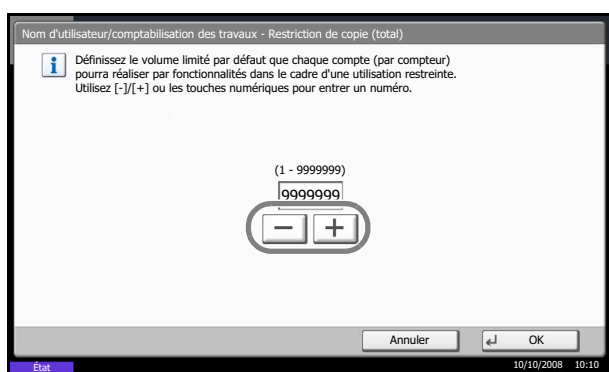 Nom d'utilisateur/comptabilisation des travaux - Restriction de copie (total)
Définissez le volume limité par défaut que chaque compte (par compteur)
pourra réaliser par fonctionnalités dans le cadre d'une utilisation restreinte.
Utilisez [-]/[+] ou les touches numériques pour entrer un numéro.
(1 - 9999999)
9999999
- +
Annuler OK
État 10/10/2008 10:10